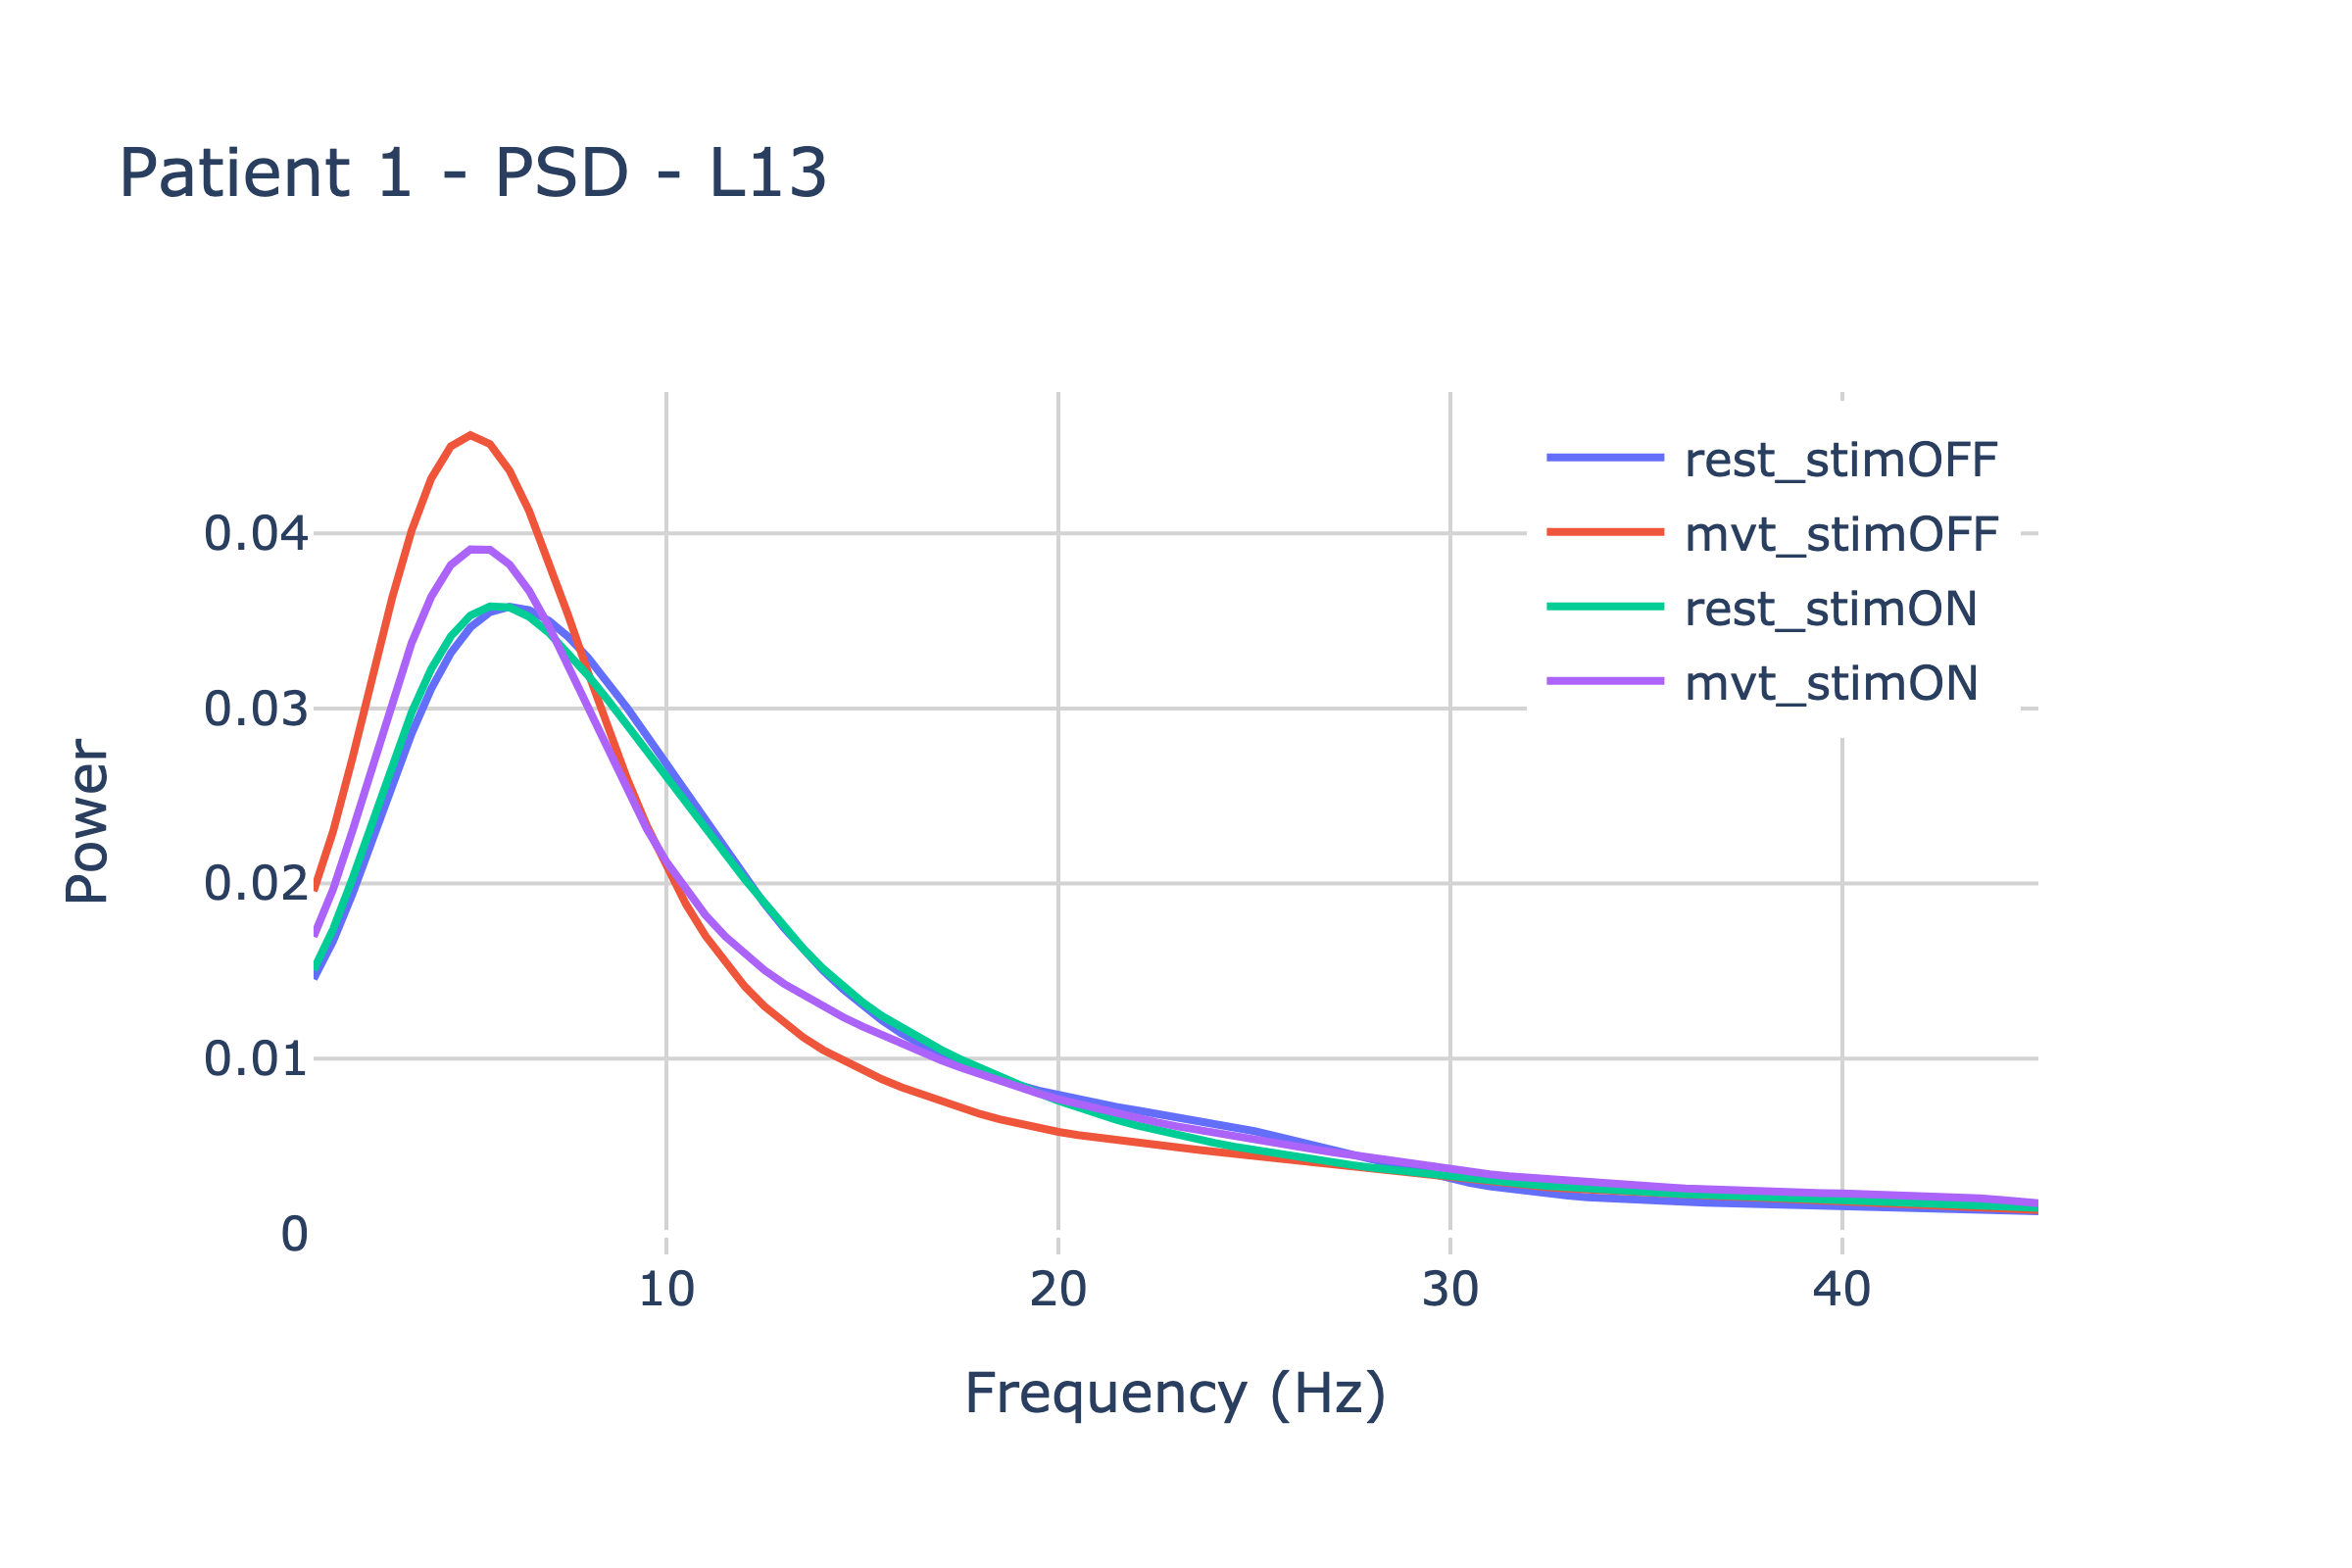 Patient 1 - PSD - L13
rest_stimOFF
mvt_stimOFF
rest_stimON
mvt_stimON
0.04
0.03
0.02
0.01
0
Power
10 20 30 40
Frequency (Hz)